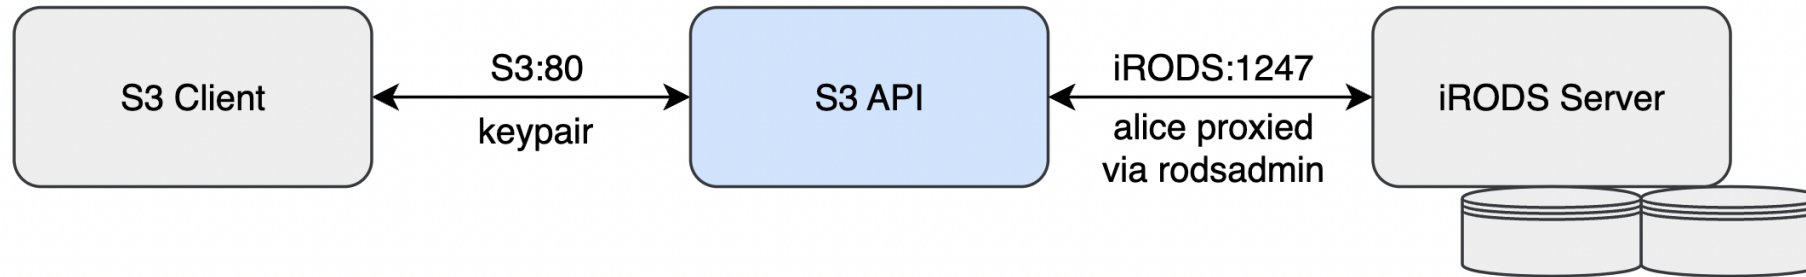 S3 Client
S3:80
keypair
S3 API
iRODS:1247
alice proxied
via rodsadmin
iRODS Server